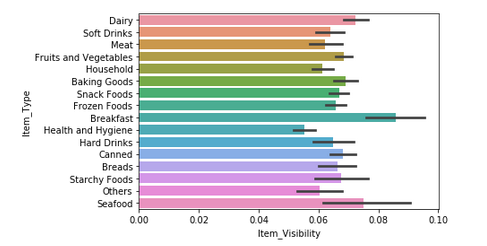 Dairy
Soft Drinks
Meat
Fruits and Vegetables
Household
Baking Goods
Snack Foods
Frozen Foods
Breakfast
Health and Hygiene
Hard Drinks
Canned
Breads
Starchy Foods
Others
Seafood
Item_Type
0.00 0.02 0.04 0.06 0.08 0.10
Item_Visibility